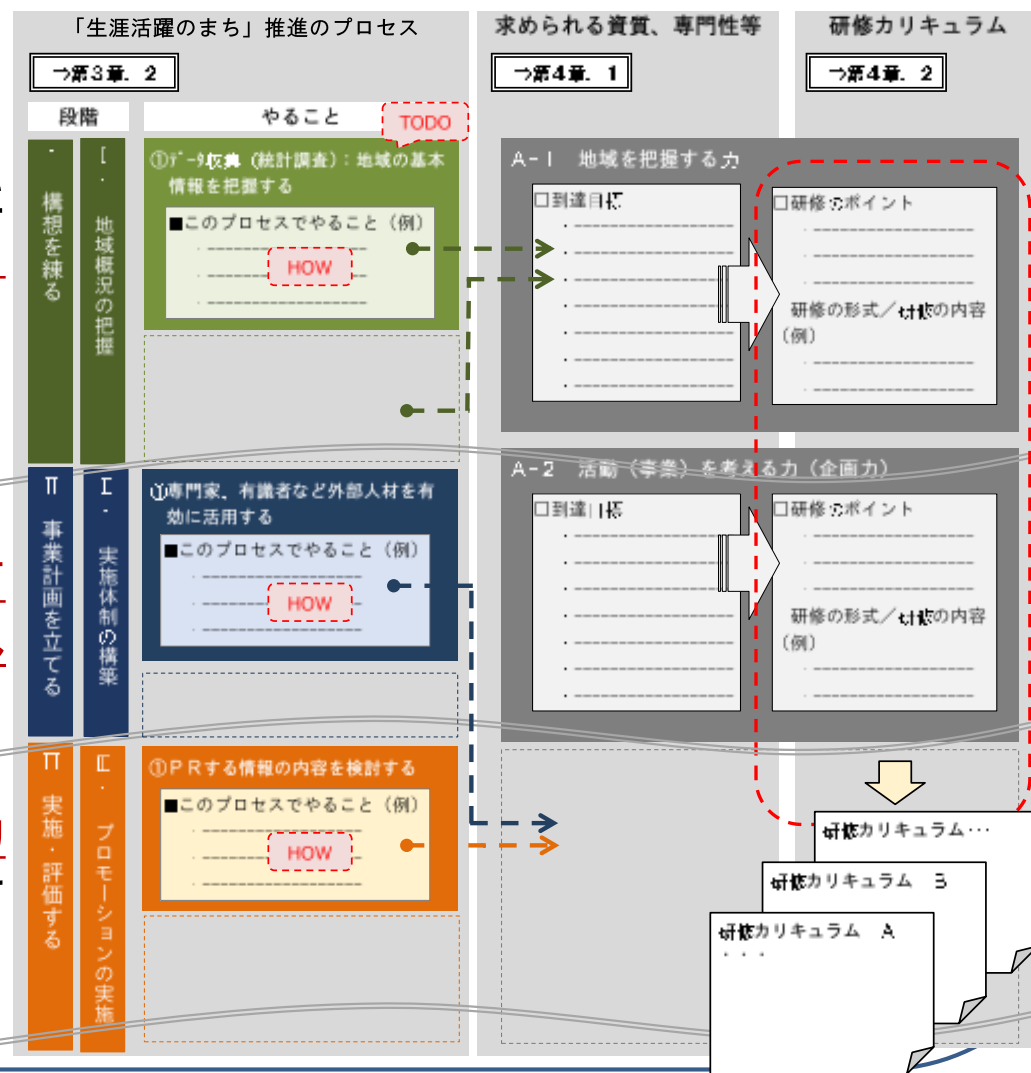 「生涯活躍のまち」推進のプロセス
⇒第3章．2
段階
やること
TODO
構想を練る
地域概況の把握
①データ収集（統計調査）：地域の基本
情報を把握する
■このプロセスでやること（例）
HOW
Ⅱ　事業計画を立てる
実施体制の構築
①専門家、有識者など外部人材を有
効に活用する
■このプロセスでやること（例）
HOW
実施・評価する
プロモーションの実施
①ＰＲする情報の内容を検討する
■このプロセスでやること（例）
HOW
求められる資質、専門性等
⇒第4章．1
研修カリキュラム
⇒第4章．2
A-1　地域を把握する力
□到達目標
□研修のポイント
研修の形式／研修の内容
（例）
A-2　活動（事業）を考える力（企画力）
□到達目標
□研修のポイント
研修の形式／研修の内容
（例）
研修カリキュラム･･･
研修カリキュラム　B
研修カリキュラム　A
・・・